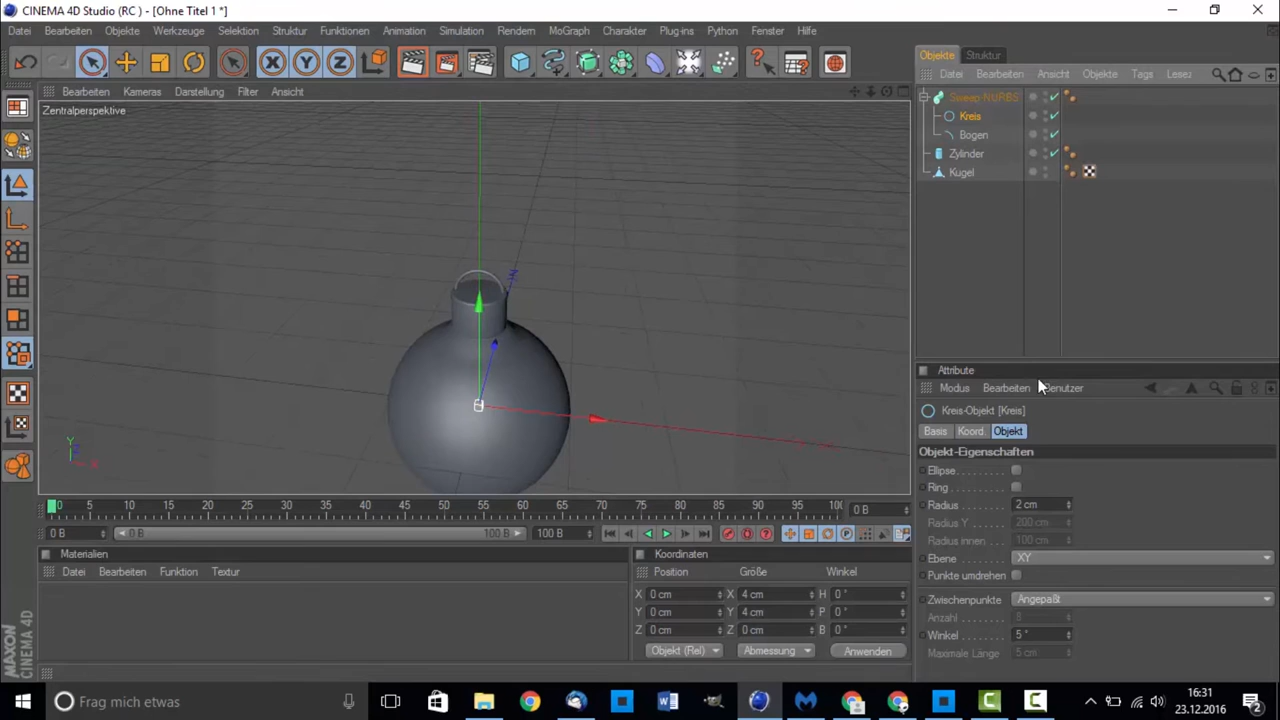 CINEMA 4D Studio (RC ) - [Ohne Titel 1 *]
Datei Bearbeiten Objekte Werkzeuge Selektion Struktur Funktionen Animation Simulation Rendern MoGraph Charakter Plug-ins Python Fenster Hilfe
X Y Z
Bearbeiten Kameras Darstellung Filter Ansicht
Zentralperspektive
Z
Y
Z
X
Objekte Struktur
Datei Bearbeiten Ansicht Objekte Tags Lesez
Sweep-NURBS
Kreis
Bogen
Zylinder
Kugel
Attribute
Modus Bearbeiten Benutzer
Kreis-Objekt [Kreis]
Basis Koord. Objekt
Objekt-Eigenschaften
Ellipse
Ring
Radius 2 cm
Radius Y 200 cm
Radius innen 100 cm
Ebene XY
Punkte umdrehen
Zwischenpunkte Angepaßt
Anzahl 8
Winkel 5 °
Maximale Länge 5 cm
0 5 10 15 20 25 30 35 40 45 50 55 60 65 70 75 80 85 90 95 100 0 B
0 B 0 B 100 B 100 B P
Materialien
Datei Bearbeiten Funktion Textur
Koordinaten
Position Größe Winkel
X 0 cm X 4 cm H 0 °
Y 0 cm Y 4 cm P 0 °
Z 0 cm Z 0 cm B 0 °
Objekt (Rel) Abmessung Anwenden
MAXON
CINEMA 4D
Frag mich etwas
16:31
23.12.2016
2